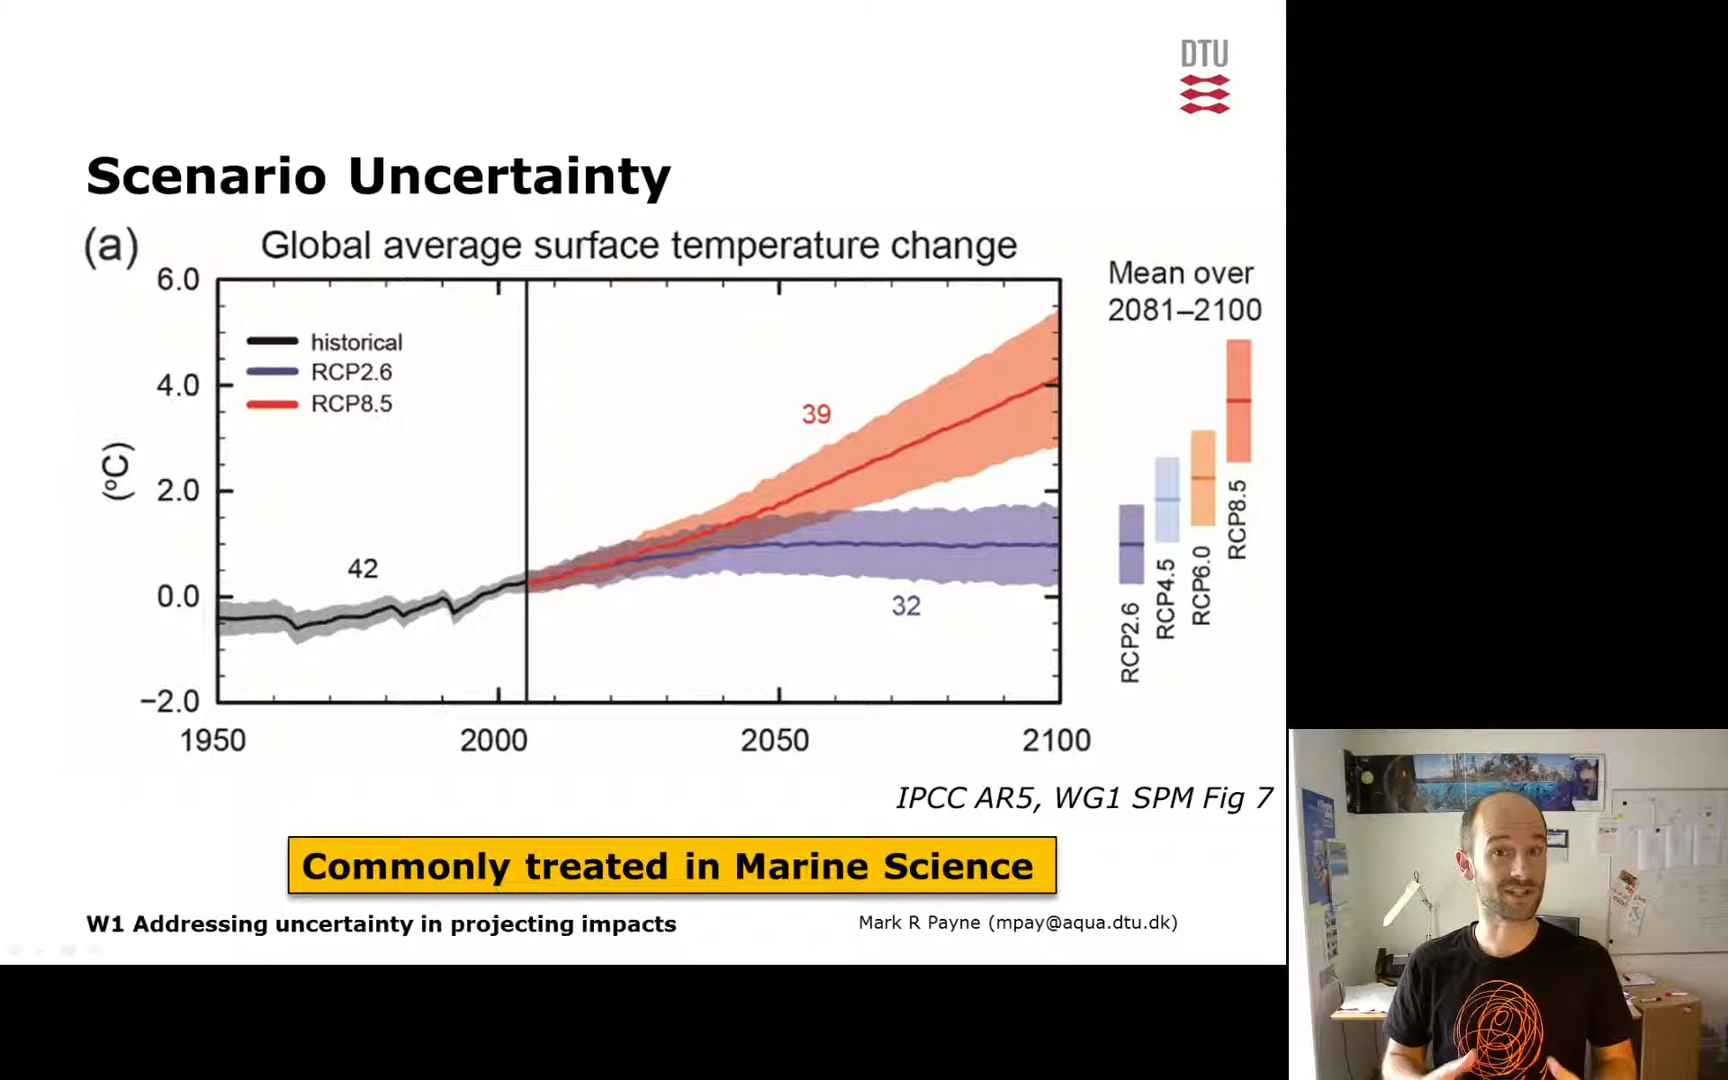 DTU
Scenario Uncertainty
(a)
Global average surface temperature change
Mean over
2081–2100
6.0
4.0
2.0
0.0
−2.0
(°C)
historical
RCP2.6
RCP8.5
42
39
32
1950
2000
2050
2100
RCP2.6
RCP4.5
RCP6.0
RCP8.5
IPCC AR5, WG1 SPM Fig 7
Commonly treated in Marine Science
W1 Addressing uncertainty in projecting impacts
Mark R Payne (mpay@aqua.dtu.dk)